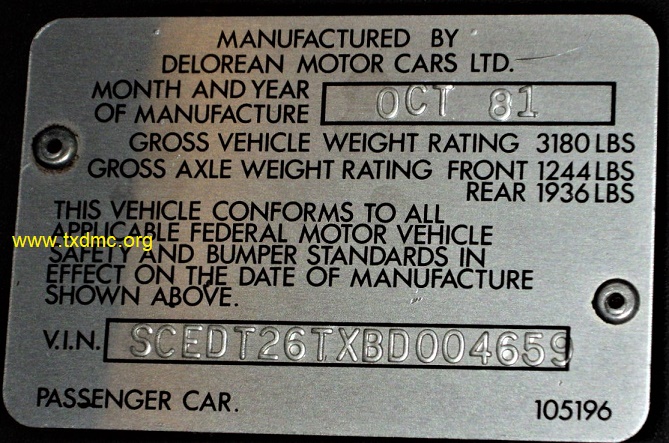 MANUFACTURED BY
DELOREAN MOTOR CARS LTD.
MONTH AND YEAR
OF MANUFACTURE OCT 81
GROSS VEHICLE WEIGHT RATING 3180 LBS
GROSS AXLE WEIGHT RATING FRONT 1244 LBS
REAR 1936 LBS
THIS VEHICLE CONFORMS TO ALL
APPLICABLE FEDERAL MOTOR VEHICLE
www.txdmc.org
SAFETY AND BUMPER STANDARDS IN
EFFECT ON THE DATE OF MANUFACTURE
SHOWN ABOVE.
V.I.N. SCEDT26TXBD004659
PASSENGER CAR. 105196